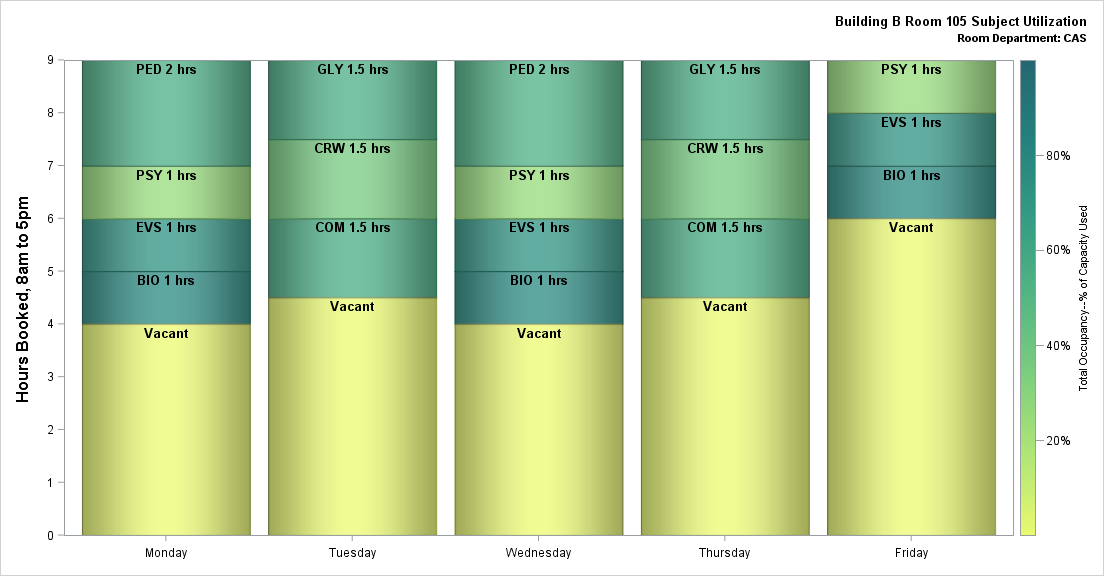 Building B Room 105 Subject Utilization
Room Department: CAS
Hours Booked, 8am to 5pm
9
8
7
6
5
4
3
2
1
0
PED 2 hrs
PSY 1 hrs
EVS 1 hrs
BIO 1 hrs
Vacant
GLY 1.5 hrs
CRW 1.5 hrs
COM 1.5 hrs
Vacant
PED 2 hrs
PSY 1 hrs
EVS 1 hrs
BIO 1 hrs
Vacant
GLY 1.5 hrs
CRW 1.5 hrs
COM 1.5 hrs
Vacant
PSY 1 hrs
EVS 1 hrs
BIO 1 hrs
Vacant
Monday
Tuesday
Wednesday
Thursday
Friday
80%
60%
40%
20%
Total Occupancy--% of Capacity Used